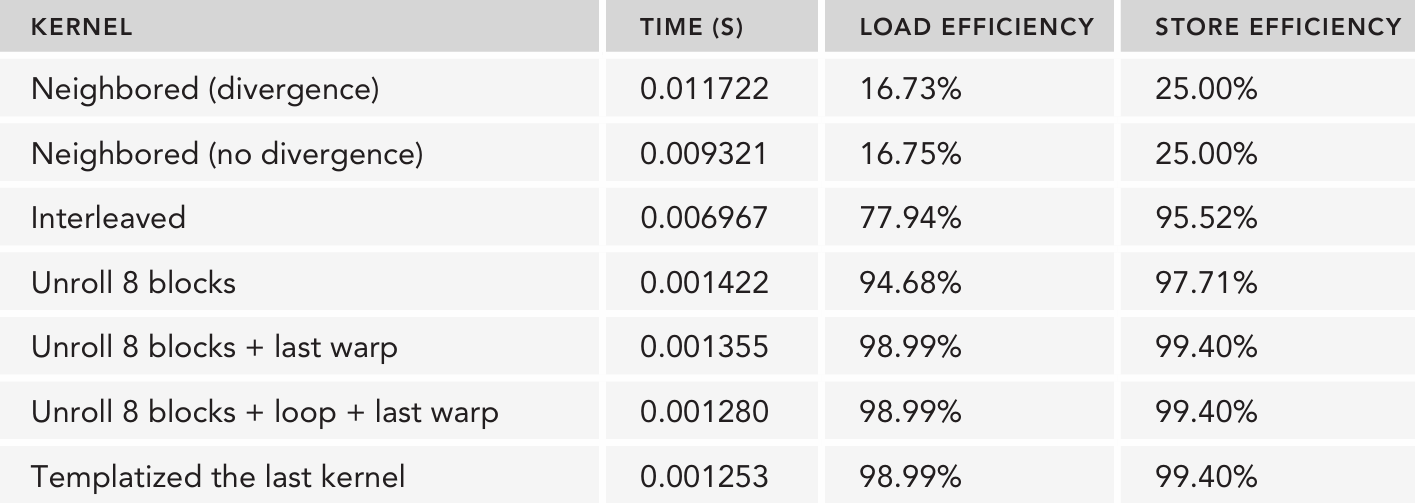 KERNEL TIME (S) LOAD EFFICIENCY STORE EFFICIENCY
Neighbored (divergence) 0.011722 16.73% 25.00%
Neighbored (no divergence) 0.009321 16.75% 25.00%
Interleaved 0.006967 77.94% 95.52%
Unroll 8 blocks 0.001422 94.68% 97.71%
Unroll 8 blocks + last warp 0.001355 98.99% 99.40%
Unroll 8 blocks + loop + last warp 0.001280 98.99% 99.40%
Templatized the last kernel 0.001253 98.99% 99.40%